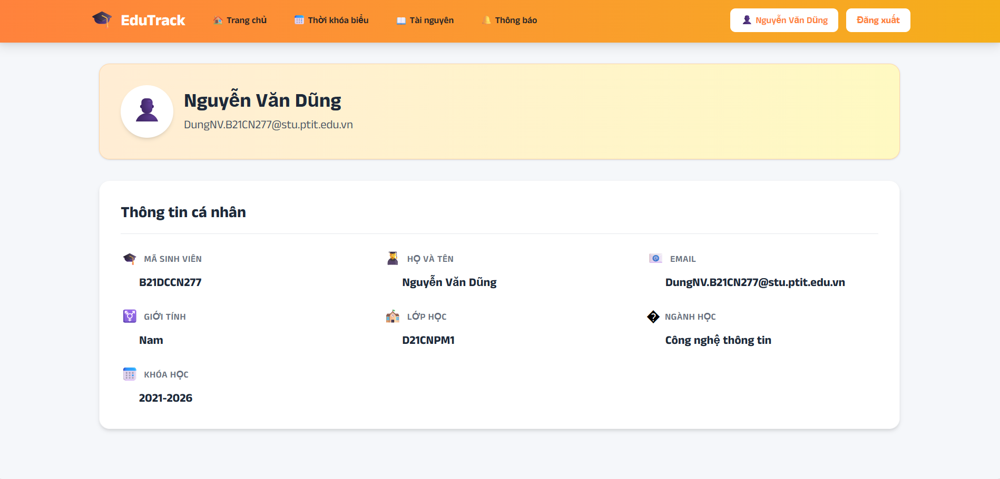 EduTrack
Trang chủ
Thời khóa biểu
Tài nguyên
Thông báo
Nguyễn Văn Dũng
Đăng xuất
Nguyễn Văn Dũng
DungNV.B21CN277@stu.ptit.edu.vn
Thông tin cá nhân
MÃ SINH VIÊN
B21DCCN277
HỌ VÀ TÊN
Nguyễn Văn Dũng
EMAIL
DungNV.B21CN277@stu.ptit.edu.vn
GIỚI TÍNH
Nam
LỚP HỌC
D21CNPM1
� NGÀNH HỌC
Công nghệ thông tin
KHÓA HỌC
2021-2026